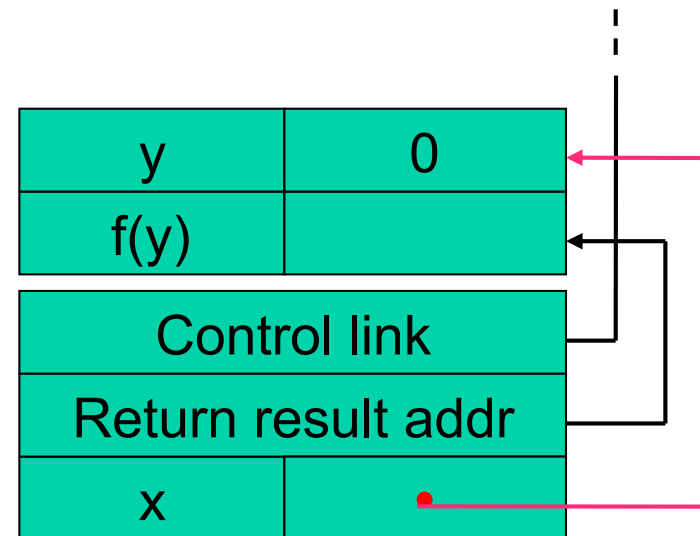 y 0
f(y)
Control link
Return result addr
x